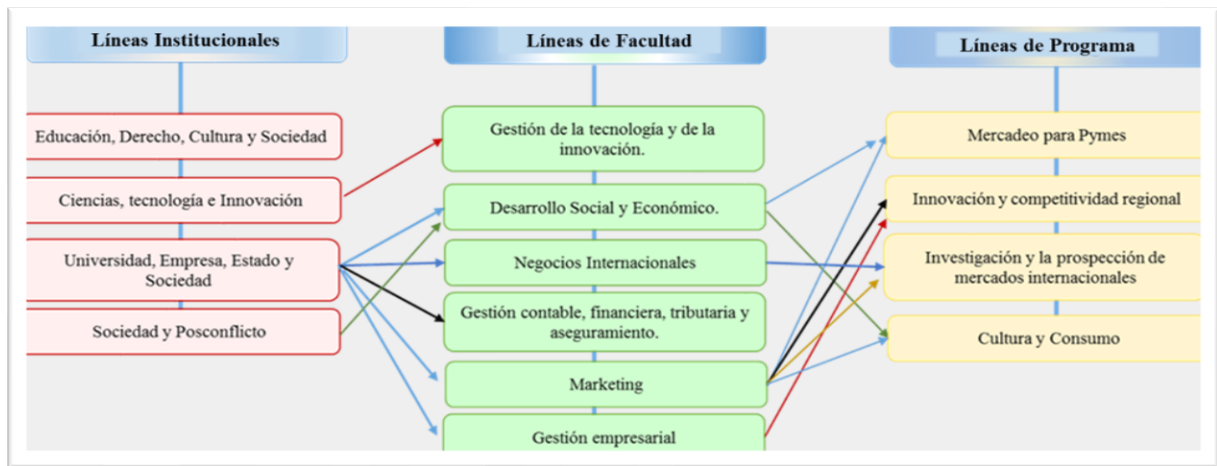 Líneas Institucionales
Educación, Derecho, Cultura y Sociedad
Ciencias, tecnología e Innovación
Universidad, Empresa, Estado y
Sociedad
Sociedad y Posconflicto
Líneas de Facultad
Gestión de la tecnología y de la
innovación.
Desarrollo Social y Económico.
Negocios Internacionales
Gestión contable, financiera, tributaria y
aseguramiento.
Marketing
Gestión empresarial
Líneas de Programa
Mercadeo para Pymes
Innovación y competitividad regional
Investigación y la prospección de
mercados internacionales
Cultura y Consumo